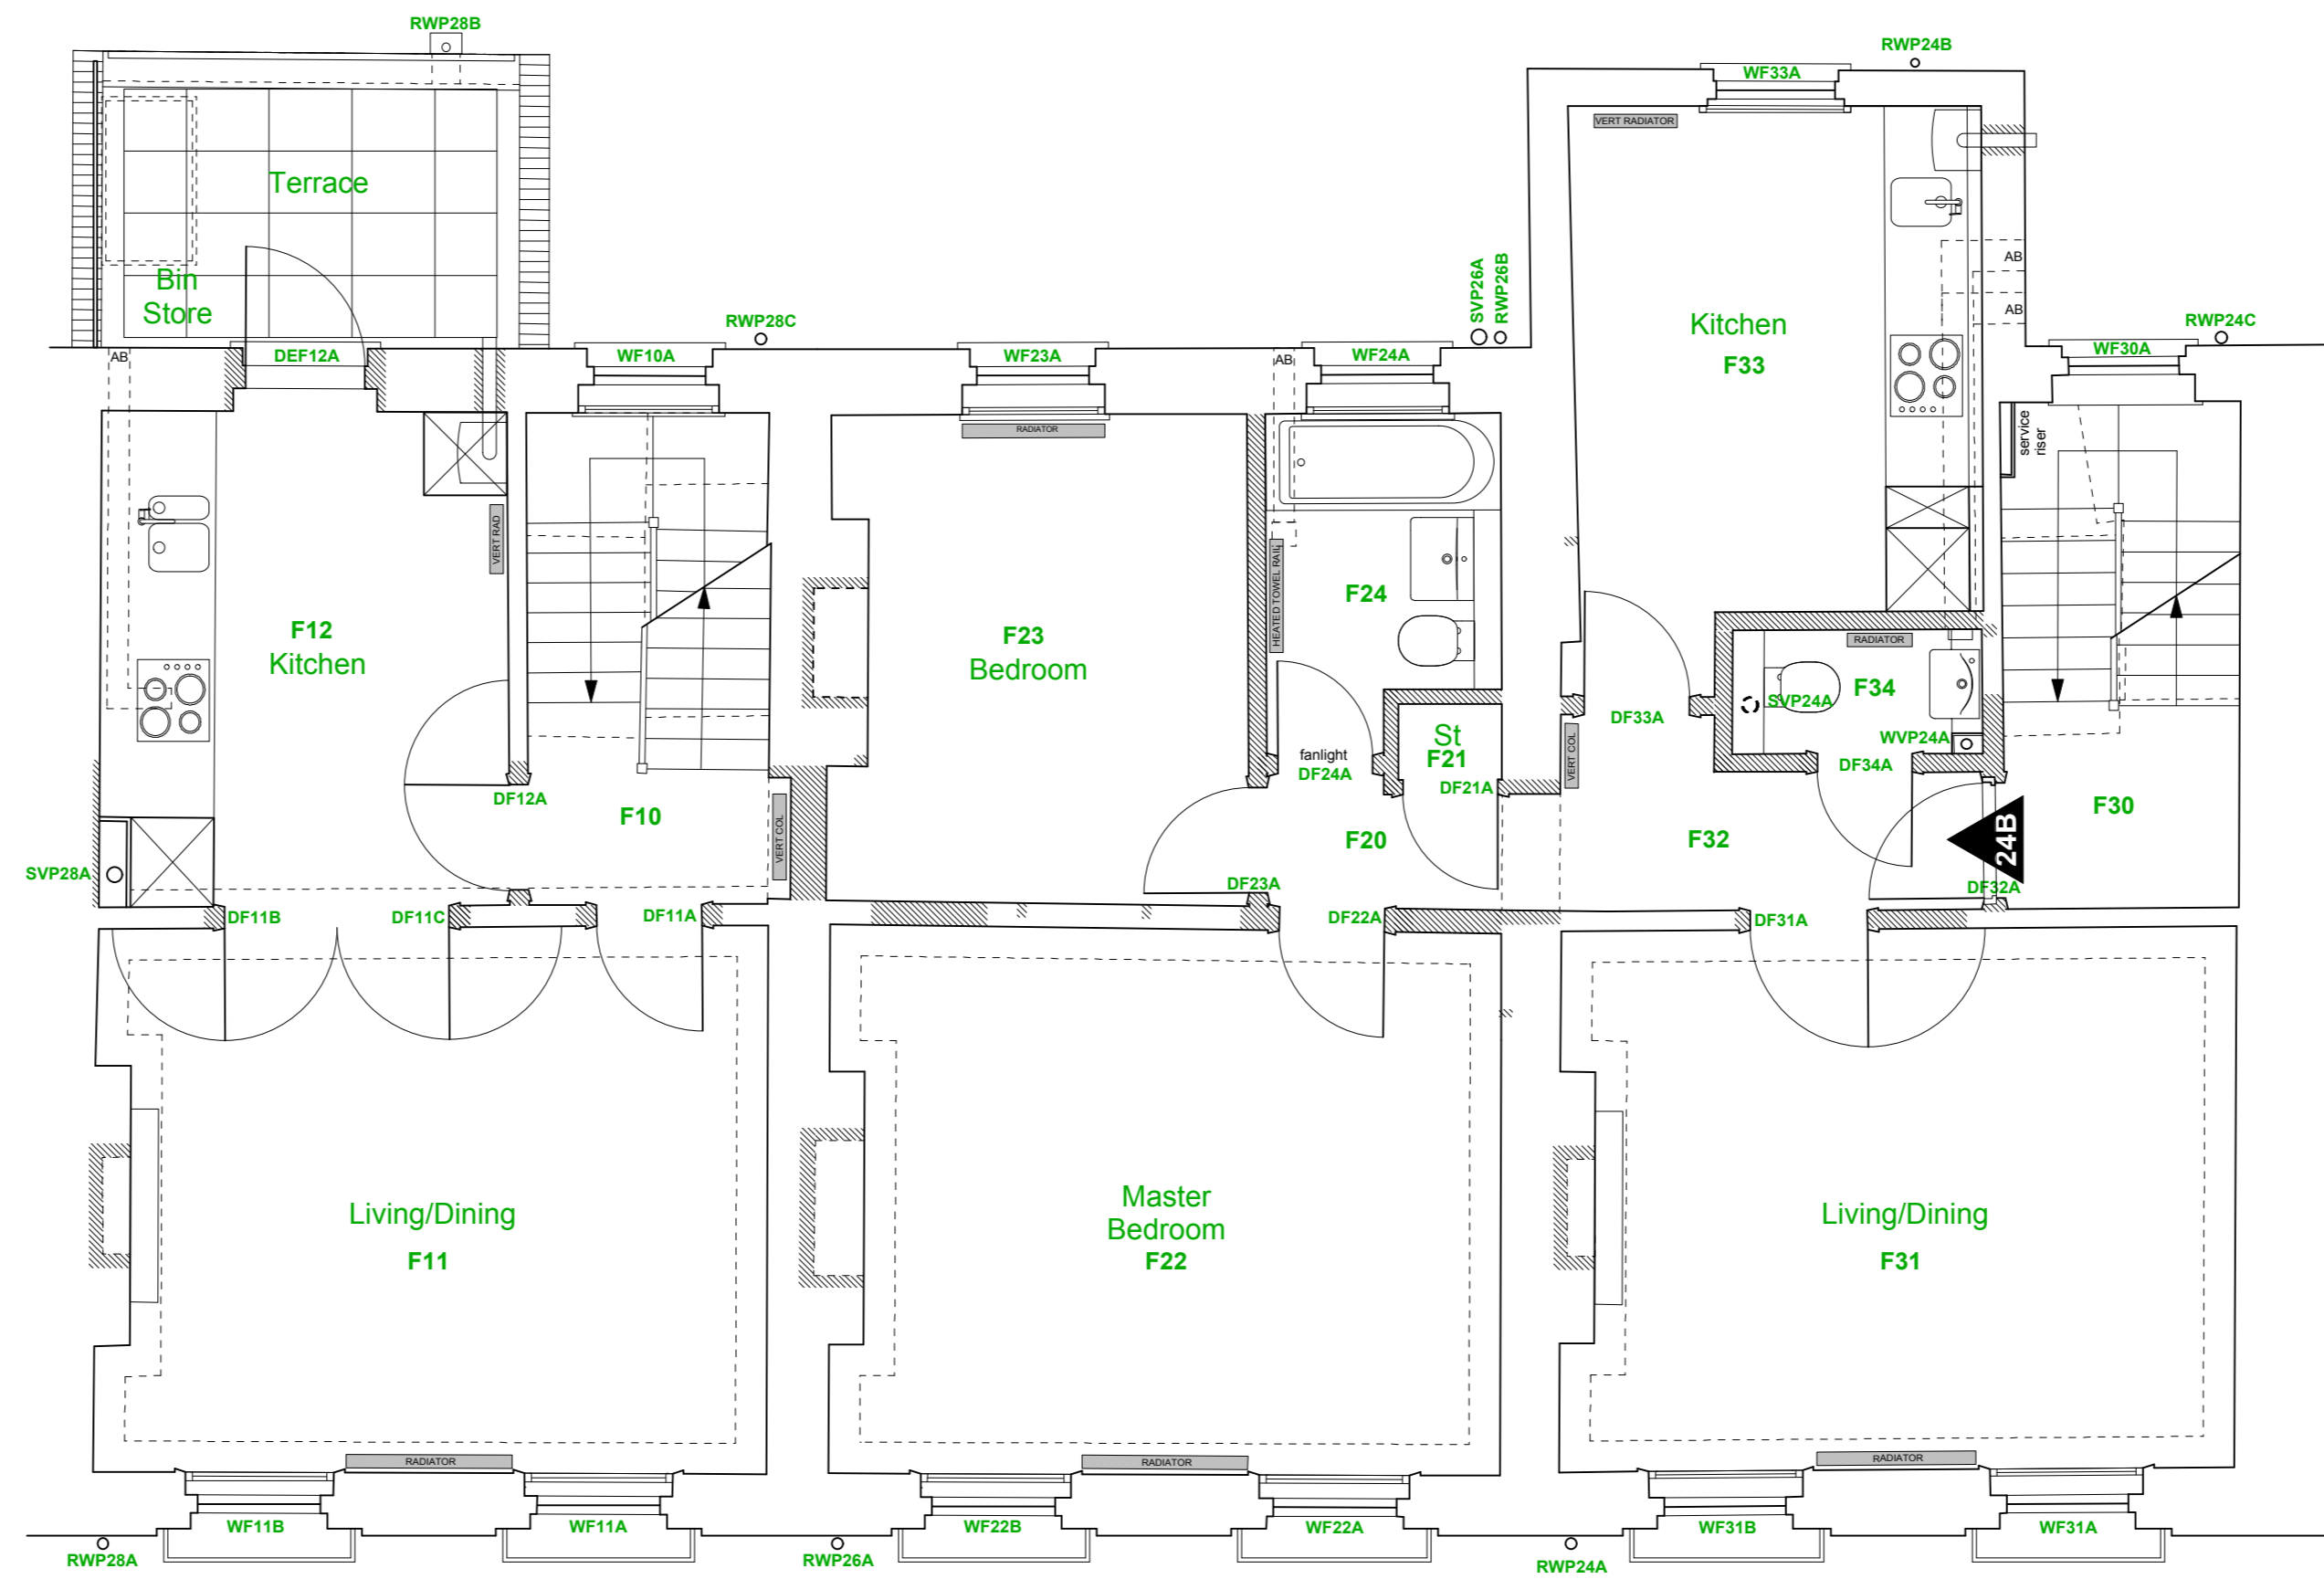 RWP28B
RWP24B
WF33A
VERT RADIATOR
Terrace
Bin
Store
AB
AB
SVP26A
RWP26B
RWP28C
RWP24C
Kitchen
F33
AB
DEF12A
WF10A
WF23A
AB
WF24A
WF30A
RADIATOR
service
riser
VERT RAD
HEATED TOWEL RAIL
F24
F12
Kitchen
F23
Bedroom
RADIATOR
F34
SVP24A
DF33A
WVP24A
St
F21
fanlight
DF24A
DF21A
DF34A
VERT COL
DF12A
F10
VERT COL
F20
F32
24B
F30
SVP28A
DF23A
DF32A
DF11B
DF11C
DF11A
DF22A
DF31A
Living/Dining
F11
Master
Bedroom
F22
Living/Dining
F31
RADIATOR
RADIATOR
RADIATOR
WF11B
WF11A
WF22B
WF22A
WF31B
WF31A
RWP28A
RWP26A
RWP24A